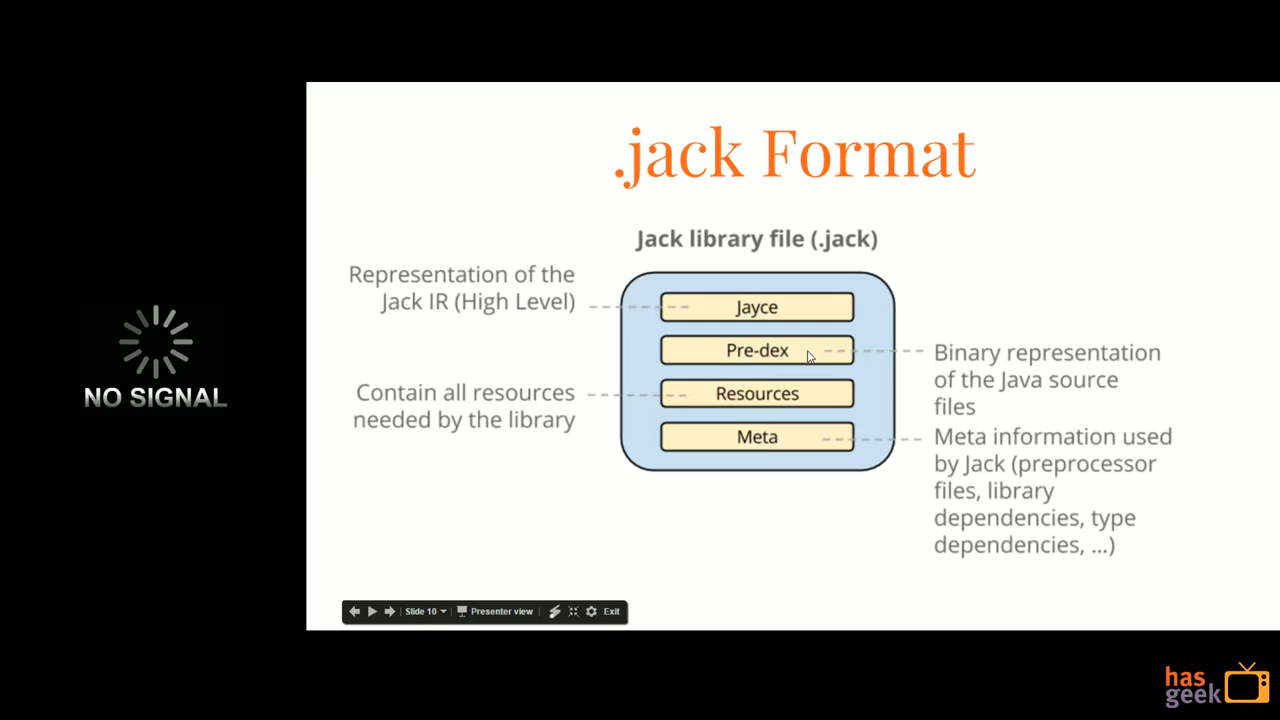 NO SIGNAL
.jack Format
Jack library file (.jack)
Representation of the
Jack IR (High Level)
Jayce
Pre-dex
Binary representation
of the Java source
files
Contain all resources
needed by the library
Resources
Meta
Meta information used
by Jack (preprocessor
files, library
dependencies, type
dependencies, ...)
Slide 10
Presenter view
Exit
has
geek